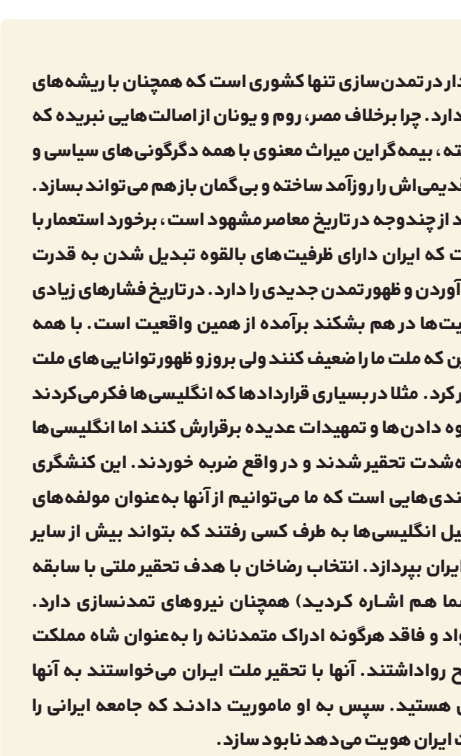 دار در تمدن‌سازی تنها کشوری است که همچنان با ریشه‌های
دارد. چرا برخلاف مصر، روم و یونان از اصالت‌هایی نبریده که
ته، بیمه‌گر این میراث معنوی با همه دگرگونی‌های سیاسی و
قدیمی‌اش را روزآمد ساخته و بی‌گمان باز هم می‌تواند بسازد.
د از چندوجه در تاریخ معاصر مشهود است، برخورد استعمار با
ت که ایران دارای ظرفیت‌های بالقوه تبدیل شدن به قدرت
آوردن و ظهور تمدن جدیدی را دارد. در تاریخ فشارهای زیادی
یت‌ها در هم بشکند برآمده از همین واقعیت است. با همه
ین که ملت ما را ضعیف کنند ولی بروز و ظهور توانایی‌های ملت
رکرد. مثلا در بسیاری قراردادها که انگلیسی‌ها فکر می‌کردند
وه دادن‌ها و تمهیدات عدیده برقرارش کنند اما انگلیسی‌ها
ه‌شدت تحقیر شدند و در واقع ضربه خوردند. این کنشگری
ندی‌هایی است که ما می‌توانیم از آنها به‌عنوان مولفه‌های
یل انگلیسی‌ها به طرف کسی رفتند که بتواند بیش از سایر
ایران بپردازد. انتخاب رضاخان با هدف تحقیر ملتی با سابقه
ما هم اشاره کردید) همچنان نیروهای تمدنسازی دارد.
واد و فاقد هرگونه ادراک متمدنانه را به‌عنوان شاه مملکت
ح رواداشتند. آنها با تحقیر ملت ایران می‌خواستند به آنها
ی هستید. سپس به او ماموریت دادند که جامعه ایرانی را
ت ایران هویت می‌دهد نابود سازد.